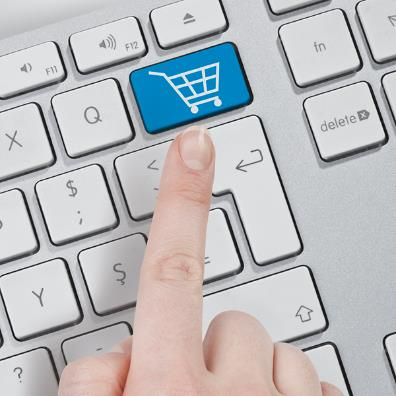 F11
F12
fn
X
Q
delete
$
;
<
Y
Ş
=
?